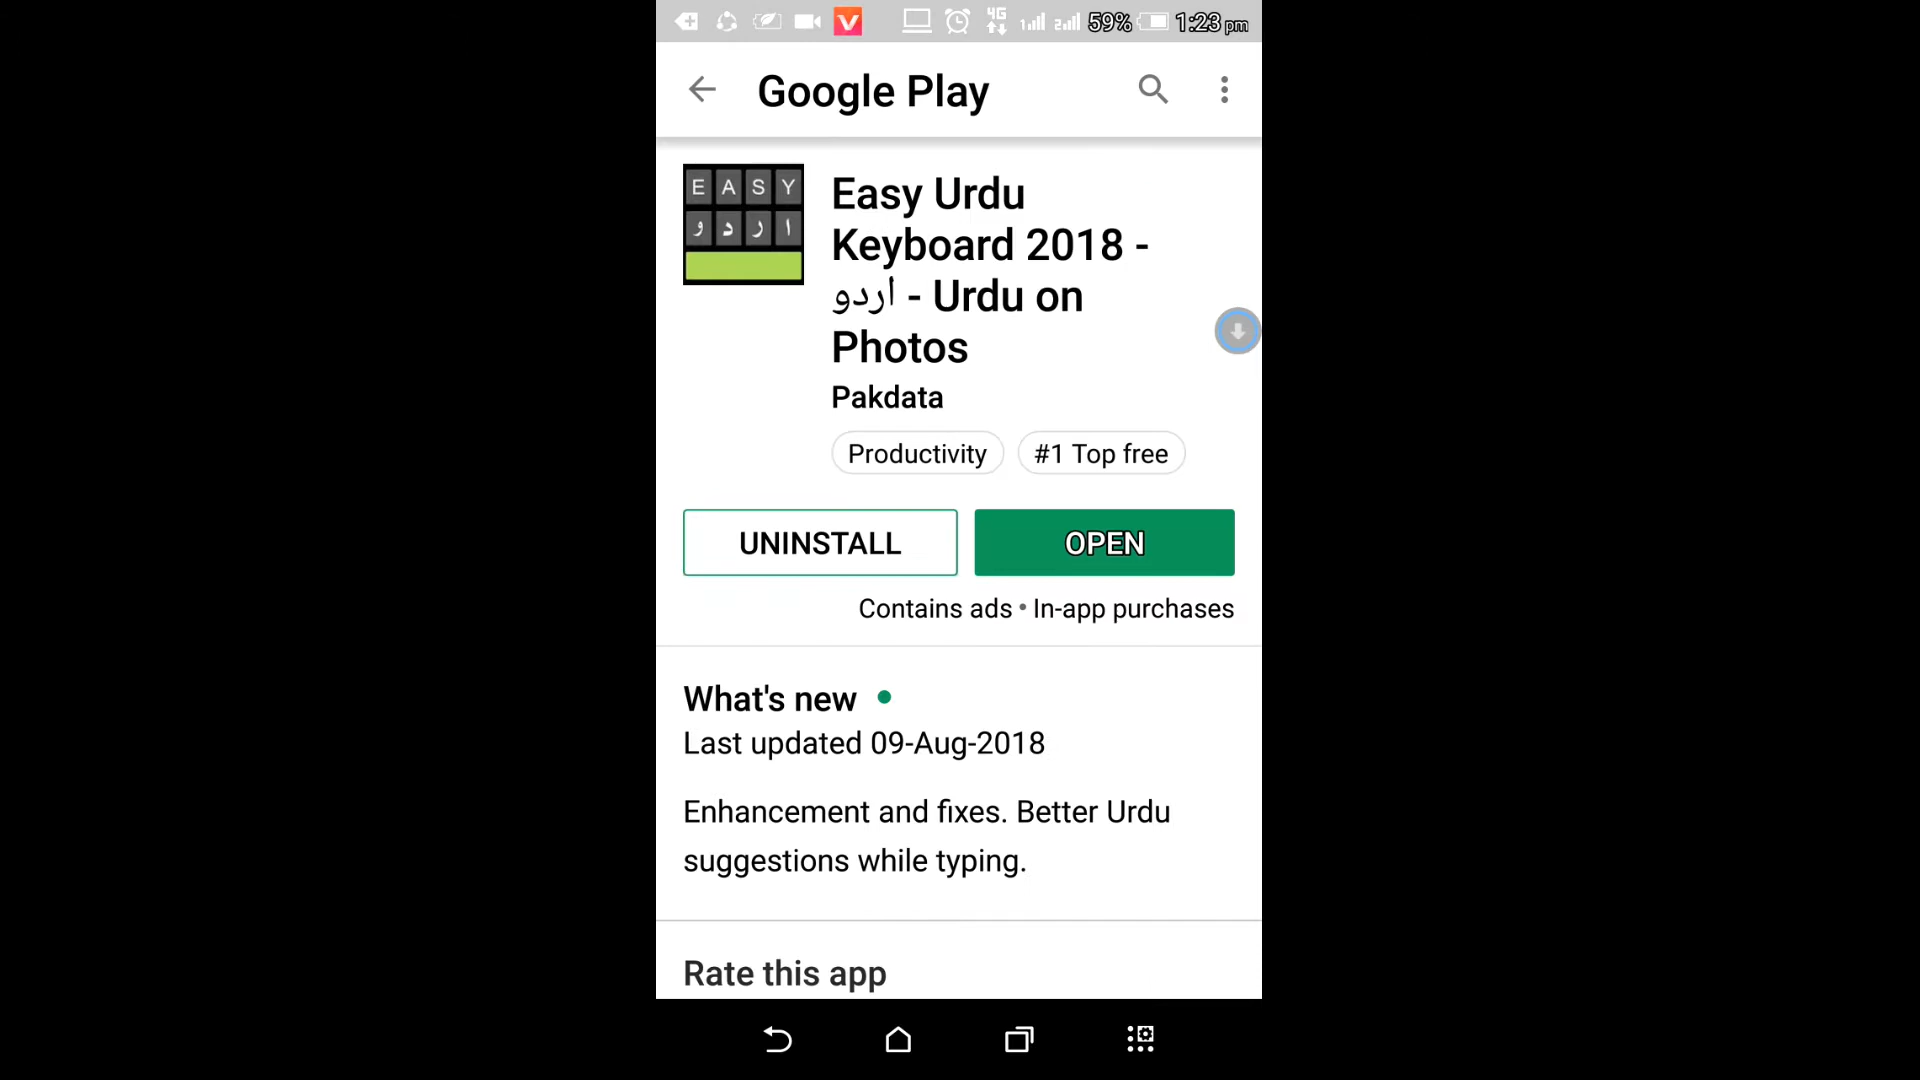 59% 1:23 pm
Google Play
E A S Y
ا ر د و
Easy Urdu
Keyboard 2018 -
اردو - Urdu on
Photos
Pakdata
Productivity #1 Top free
UNINSTALL OPEN
Contains ads • In-app purchases
What's new
Last updated 09-Aug-2018
Enhancement and fixes. Better Urdu
suggestions while typing.
Rate this app